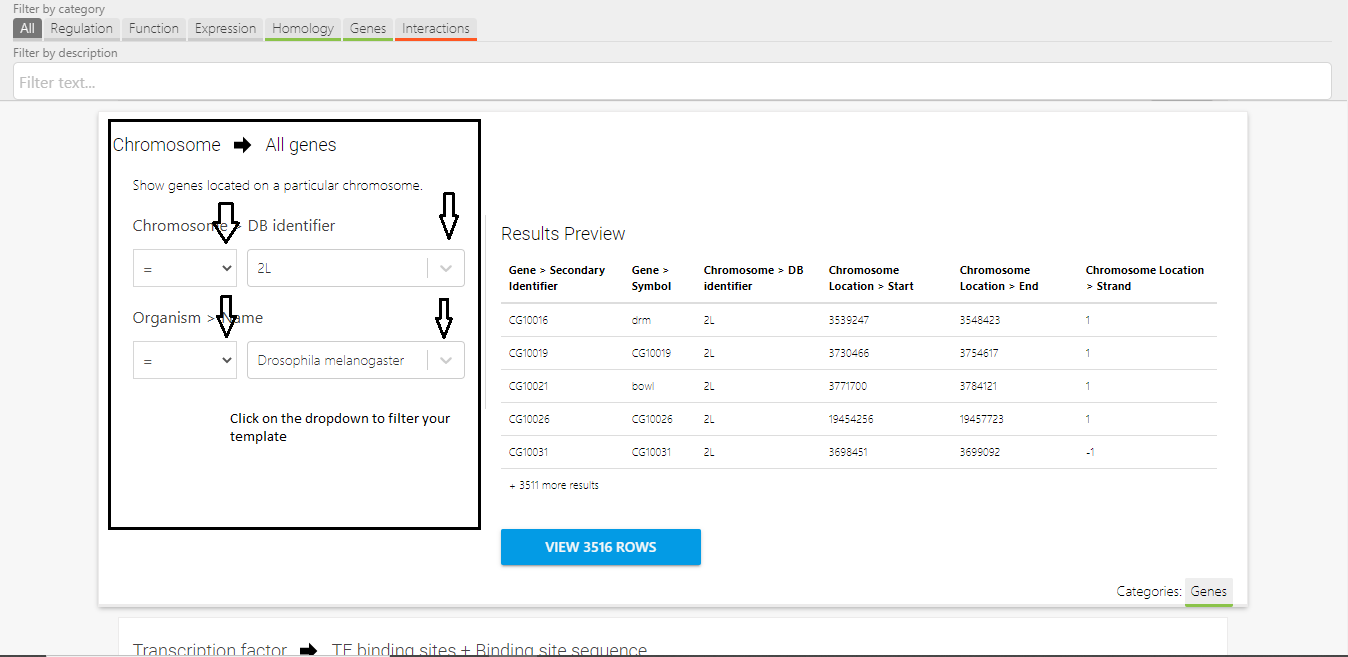 Filter by category
All Regulation Function Expression Homology Genes Interactions
Filter by description
Filter text...
Chromosome All genes
Show genes located on a particular chromosome.
Chromosome > DB identifier
= 2L
Organism > Name
= Drosophila melanogaster
Click on the dropdown to filter your
template
Results Preview
Gene > Secondary Gene > Chromosome > DB Chromosome Chromosome Chromosome Location
Identifier Symbol identifier Location > Start Location > End > Strand
CG10016 drm 2L 3539247 3548423 1
CG10019 CG10019 2L 3730466 3754617 1
CG10021 bowl 2L 3771700 3784121 1
CG10026 CG10026 2L 19454256 19457723 1
CG10031 CG10031 2L 3698451 3699092 -1
+ 3511 more results
VIEW 3516 ROWS
Categories: Genes
Transcription factor TF binding sites + Binding site sequence